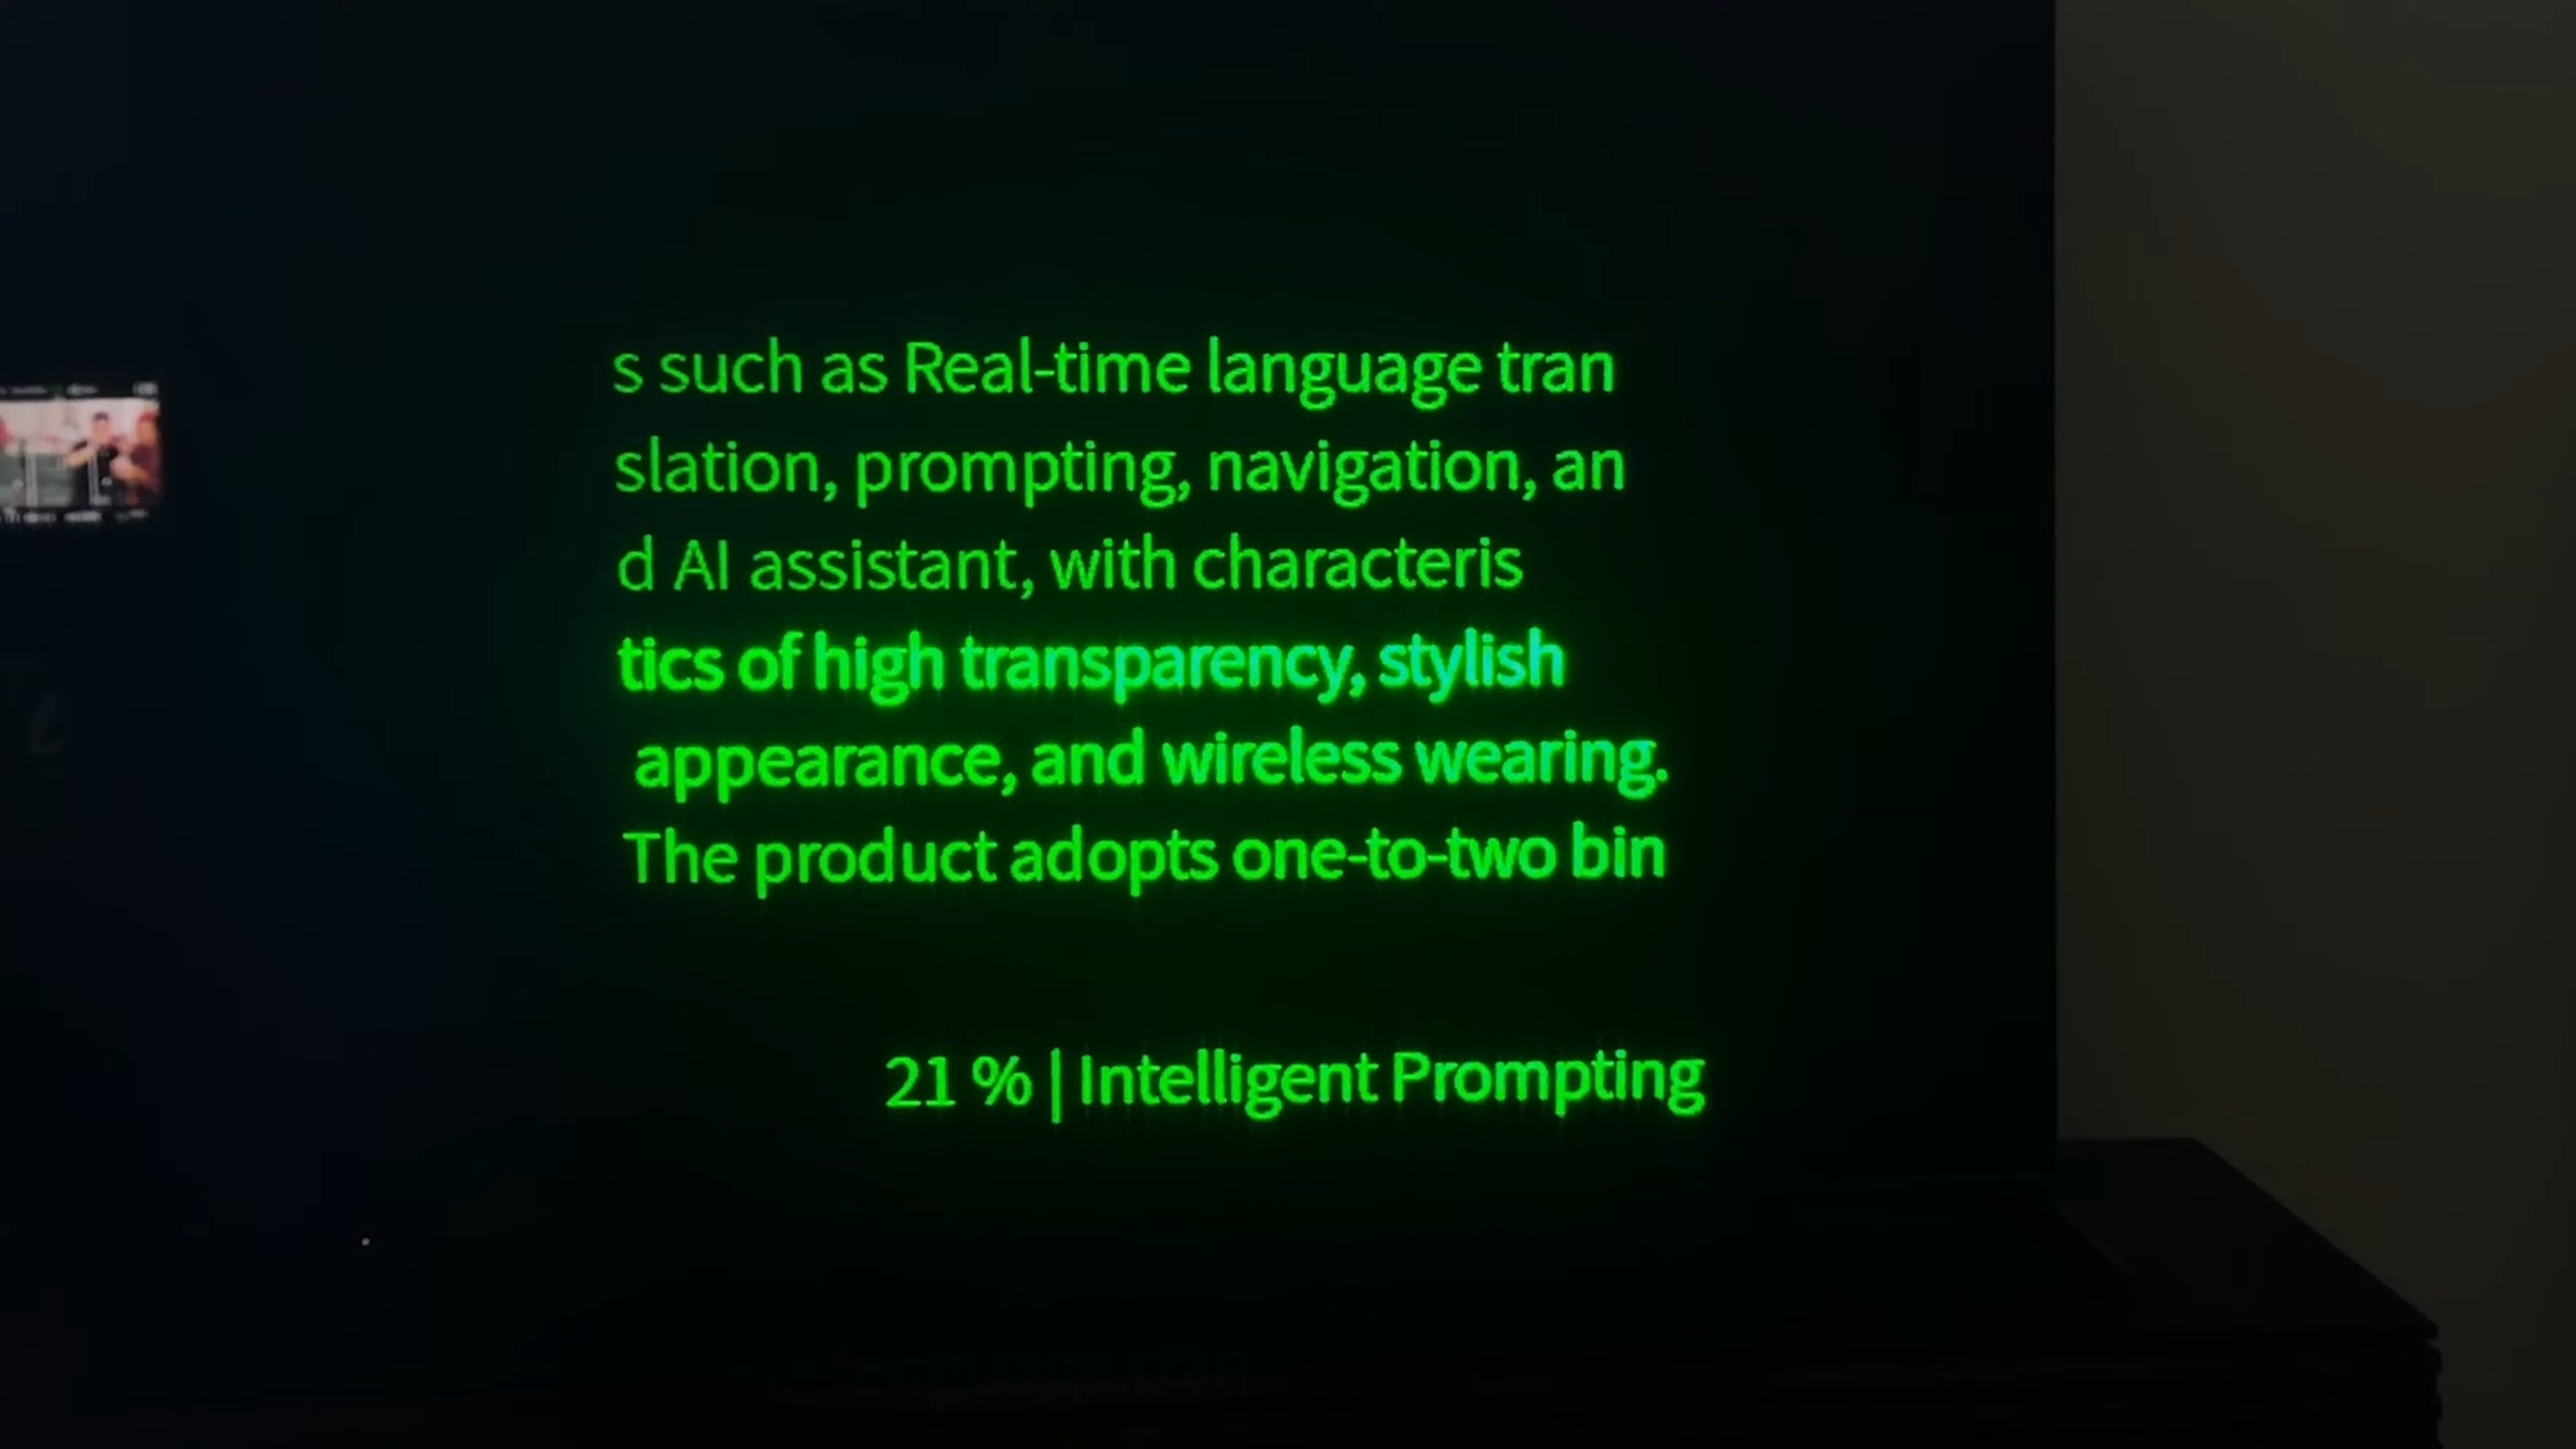 s such as Real-time language tran
slation, prompting, navigation, an
d AI assistant, with characteris
tics of high transparency, stylish
appearance, and wireless wearing.
The product adopts one-to-two bin
21 % | Intelligent Prompting